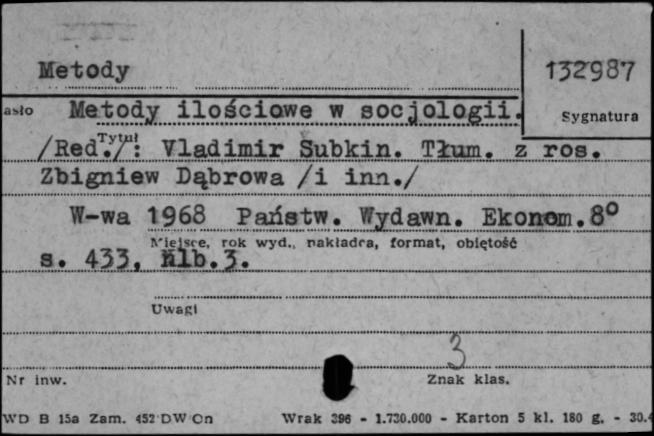 Metody
132987
asło Metody ilościowe w socjologii.
Sygnatura
Tytuł
/Red./: Vladimir Subkin. Tłum. z ros.
Zbigniew Dąbrowa /i inn./
W-wa 1968 Państw. Wydawn. Ekonom. 8°
Miejsce, rok wyd., nakładca, format, objętość
s. 433, nlb.3.
Uwagi
3
Nr inw.
Znak klas.
WD B 15a Zam. 452 DW On Wrak 396 - 1.730.000 - Karton 5 kl. 180 g. - 30.4